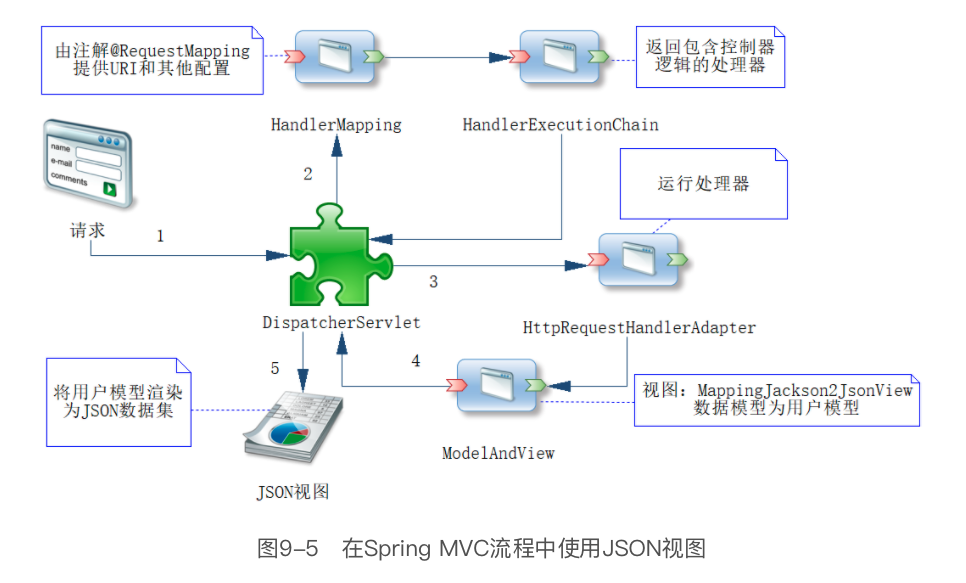 由注解@RequestMapping
提供URI和其他配置
返回包含控制器
逻辑的处理器
HandlerMapping
HandlerExecutionChain
name
e-mail
comments
2
运行处理器
请求
1
3
DispatcherServlet
HttpRequestHandlerAdapter
5
4
将用户模型渲染
为JSON数据集
视图：MappingJackson2JsonView
数据模型为用户模型
ModelAndView
JSON视图
图9-5 在Spring MVC流程中使用JSON视图